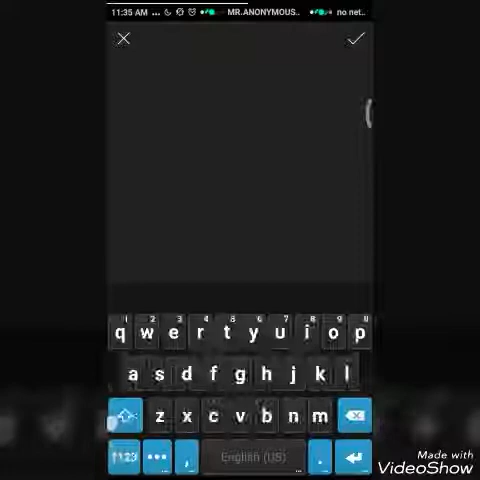 11:35 AM ... MR.ANONYMOUS.. no net..
1 2 3 4 5 6 7 8 9 0
q w e r t y u i o p
a s d f g h j k l
z x c v b n m
?123 ... , English (US) .
Made with
VideoShow